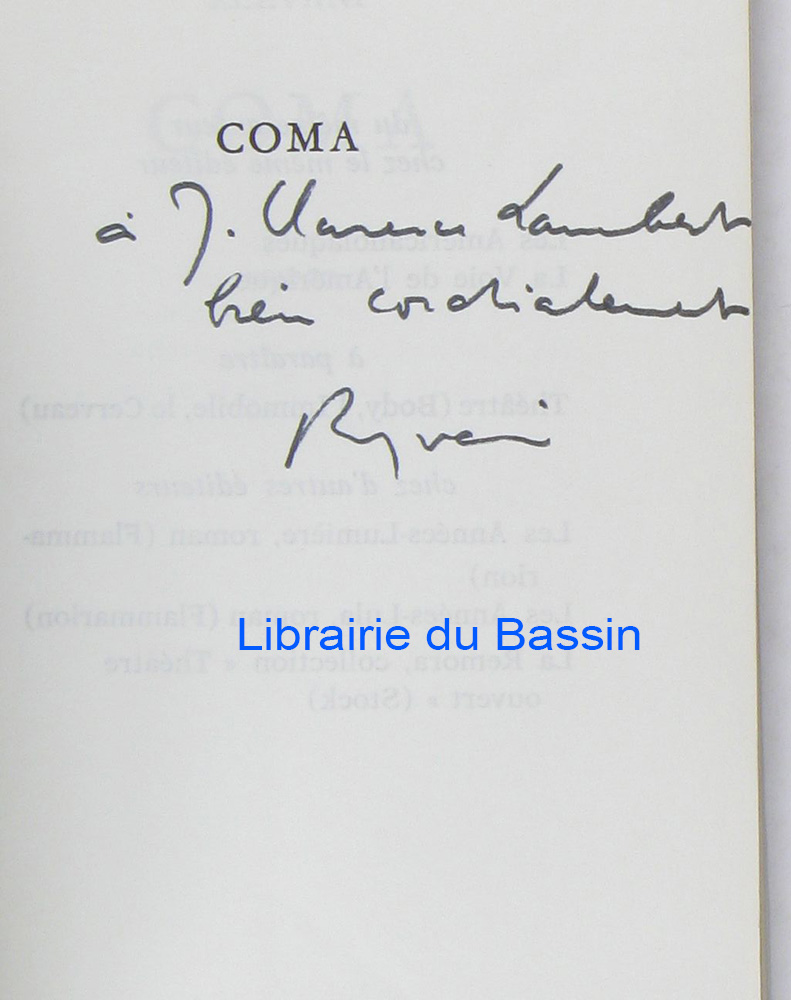 COMA
à J. Clarence Lambert
bien cordialement
Rezvani
du même auteur
chez le même éditeur
Les Américanoïaques
La Voie de l'Amérique
à paraître
Théâtre (Body, l'Immobile, le Cerveau)
chez d'autres éditeurs
Les Années-Lumière, roman (Flamma-
rion)
Les Années-Lula, roman (Flammarion)
Librairie du Bassin
La Rémora, collection « Théâtre
ouvert » (Stock)